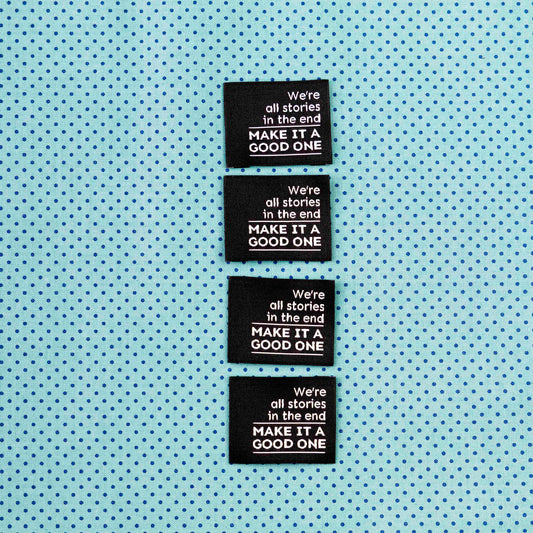 We're
all stories
in the end
MAKE IT A
GOOD ONE
We're
all stories
in the end
MAKE IT A
GOOD ONE
We're
all stories
in the end
MAKE IT A
GOOD ONE
We're
all stories
in the end
MAKE IT A
GOOD ONE